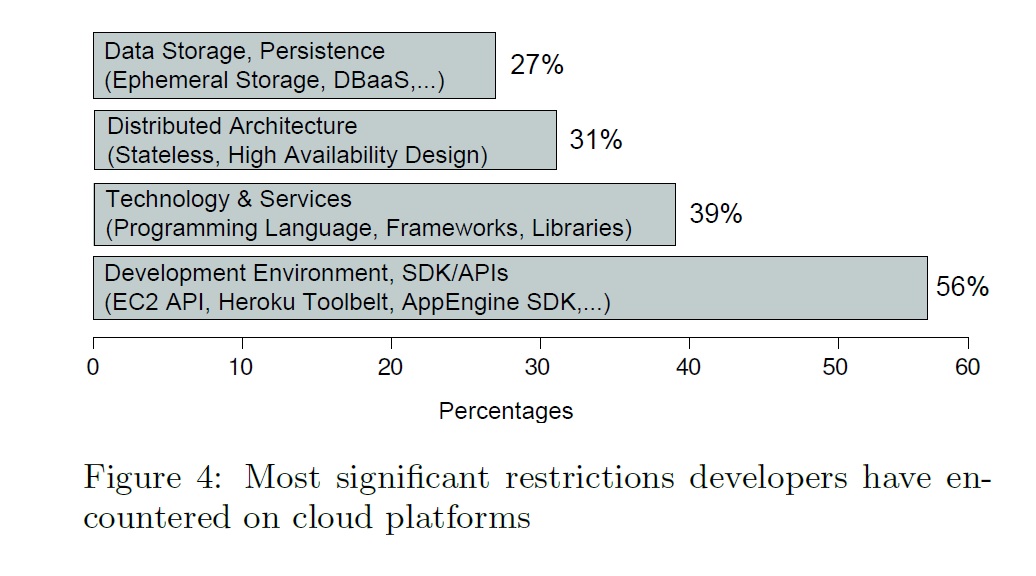 Data Storage, Persistence
(Ephemeral Storage, DBaaS,...)
27%
Distributed Architecture
(Stateless, High Availability Design)
31%
Technology & Services
(Programming Language, Frameworks, Libraries)
39%
Development Environment, SDK/APIs
(EC2 API, Heroku Toolbelt, AppEngine SDK,...)
56%
0 10 20 30 40 50 60
Percentages
Figure 4: Most significant restrictions developers have en-
countered on cloud platforms